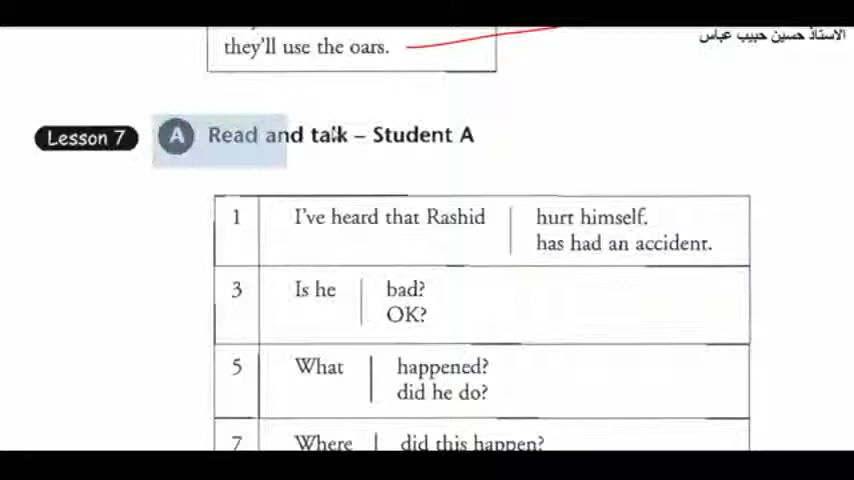 they'll use the oars.
الاستاذ حسين حبيب عباس
Lesson 7 A Read and talk – Student A
1 I've heard that Rashid hurt himself.
has had an accident.
3 Is he bad?
OK?
5 What happened?
did he do?
7 Where did this happen?